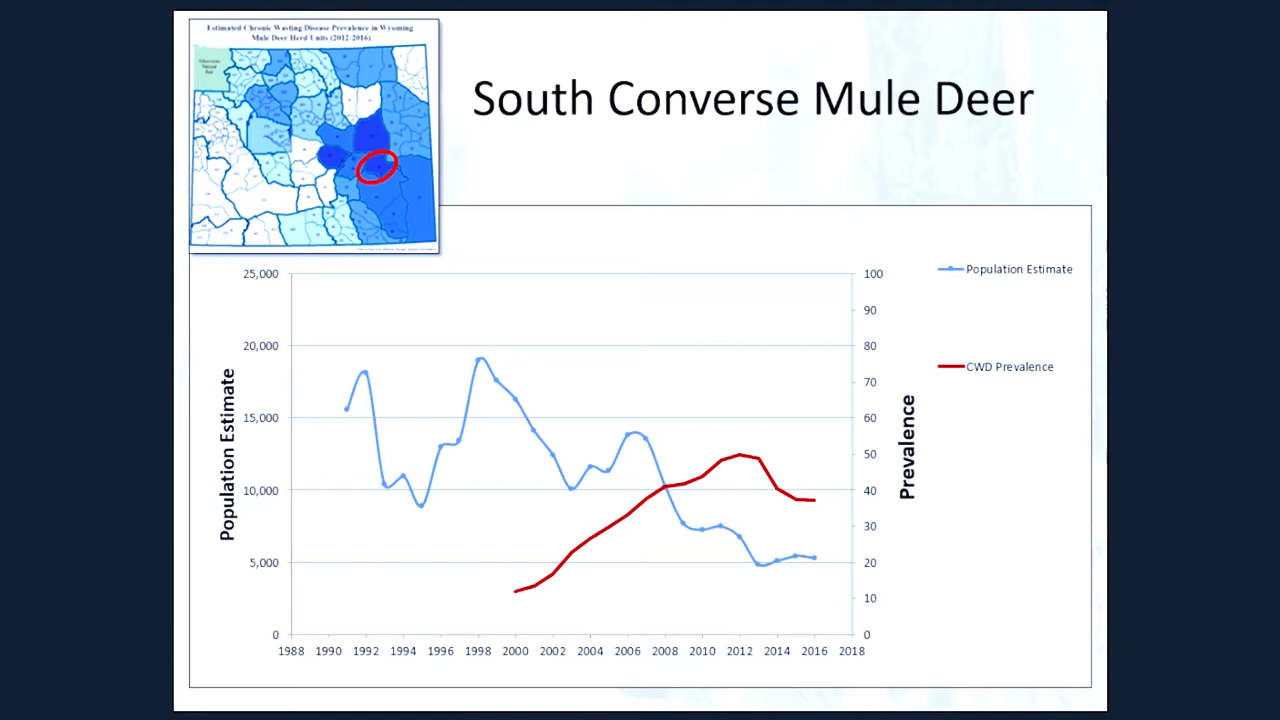 Estimated Chronic Wasting Disease Prevalence in Wyoming
Mule Deer Herd Units (2012-2016)
South Converse Mule Deer
25,000
20,000
15,000
10,000
5,000
0
Population Estimate
100
90
80
70
60
50
40
30
20
10
0
Prevalence
Population Estimate
CWD Prevalence
1988 1990 1992 1994 1996 1998 2000 2002 2004 2006 2008 2010 2012 2014 2016 2018